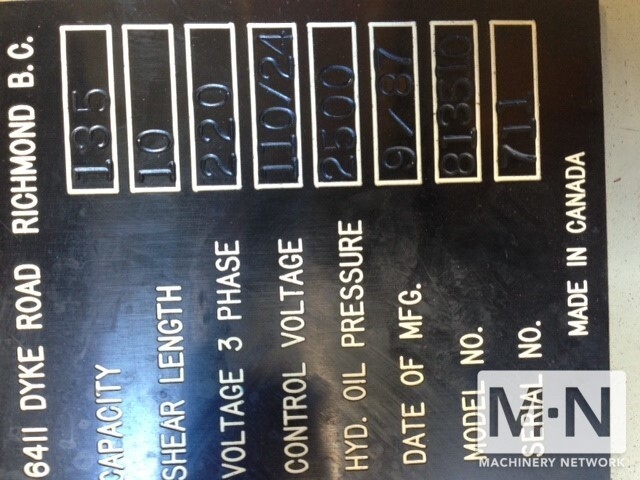 6411 DYKE ROAD RICHMOND B.C.
CAPACITY 135
SHEAR LENGTH 10
VOLTAGE 3 PHASE 220
CONTROL VOLTAGE 110/24
HYD. OIL PRESSURE 2500
DATE OF MFG. 9/87
MODEL NO. 813510
SERIAL NO. 711
MADE IN CANADA
M·N
MACHINERY NETWORK